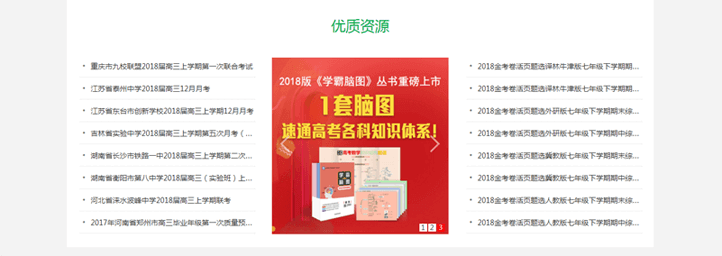 优质资源
重庆市九校联盟2018届高三上学期第一次联合考试
江苏省泰州中学2018届高三12月月考
江苏省东台市创新学校2018届高三上学期12月月考
吉林省实验中学2018届高三上学期第五次月考（...
湖南省长沙市铁路一中2018届高三上学期第二次...
湖南省衡阳市第八中学2018届高三（实验班）上...
河北省涞水波峰中学2018届高三上学期联考
2017年河南省郑州市高三毕业年级第一次质量预...
2018版《学霸脑图》丛书重磅上市
1套脑图
速通高考各科知识体系!
高考数学
学霸
脑图
1 2 3
2018金考卷活页题选译林牛津版七年级下学期期...
2018金考卷活页题选译林牛津版七年级下学期期...
2018金考卷活页题选外研版七年级下学期期末综...
2018金考卷活页题选外研版七年级下学期期中综...
2018金考卷活页题选冀教版七年级下学期期末综...
2018金考卷活页题选冀教版七年级下学期期中综...
2018金考卷活页题选人教版七年级下学期期末综...
2018金考卷活页题选人教版七年级下学期期中综...